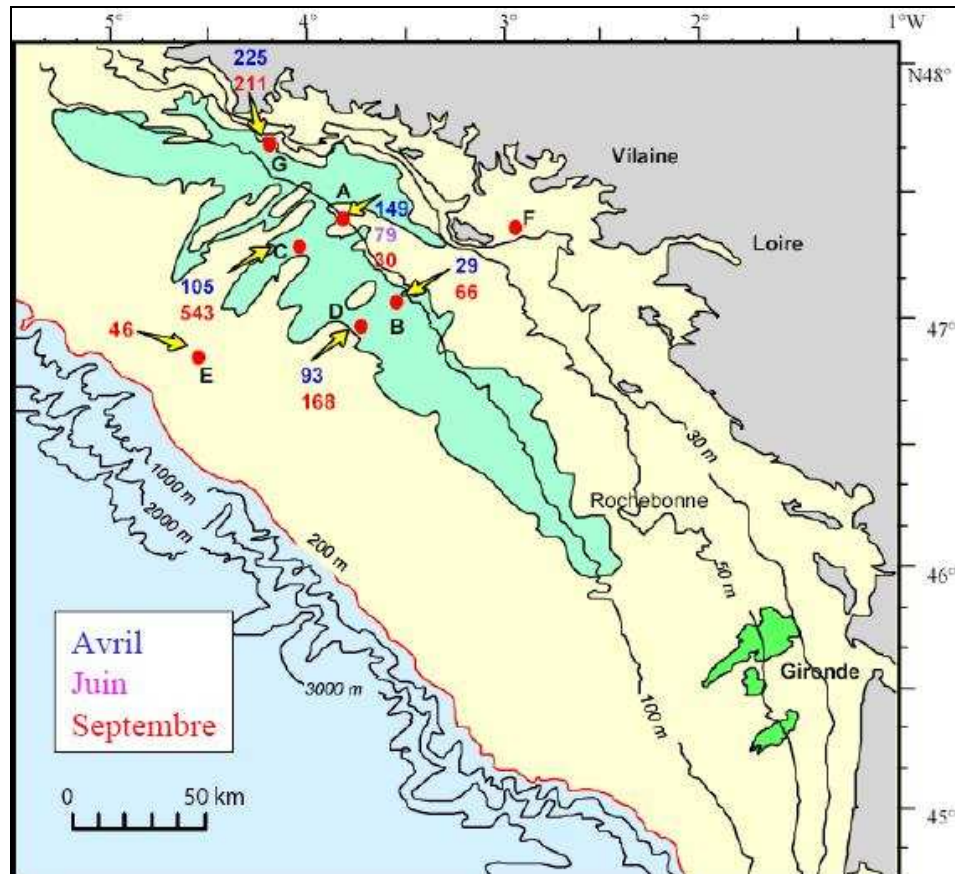 5° 4° 3° 2° 1°W
N48°
225
211
G
Vilaine
A
149
79
30
F
Loire
C
105
543
29
66
B
D
47°
46
E
93
168
30 m
1000 m
2000 m
200 m
Rochebonne
50 m
46°
Avril
Juin
Septembre
3000 m
Gironde
100 m
0 50 km
45°